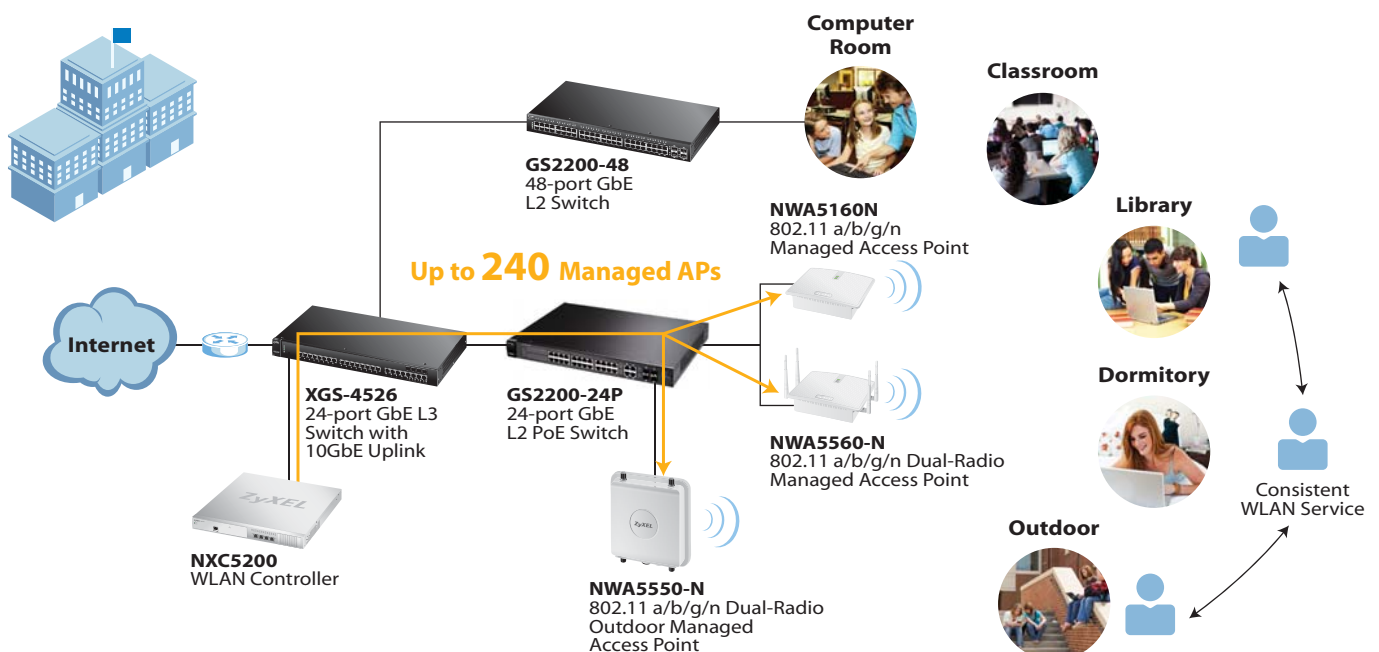 Computer
Room
Classroom
GS2200-48
48-port GbE
L2 Switch
NWA5160N
802.11 a/b/g/n
Managed Access Point
Library
Up to 240 Managed APs
Internet
XGS-4526
24-port GbE L3
Switch with
10GbE Uplink
GS2200-24P
24-port GbE
L2 PoE Switch
Dormitory
NWA5560-N
802.11 a/b/g/n Dual-Radio
Managed Access Point
ZyXEL
NXC5200
WLAN Controller
ZyXEL
NWA5550-N
802.11 a/b/g/n Dual-Radio
Outdoor Managed
Access Point
Consistent
WLAN Service
Outdoor